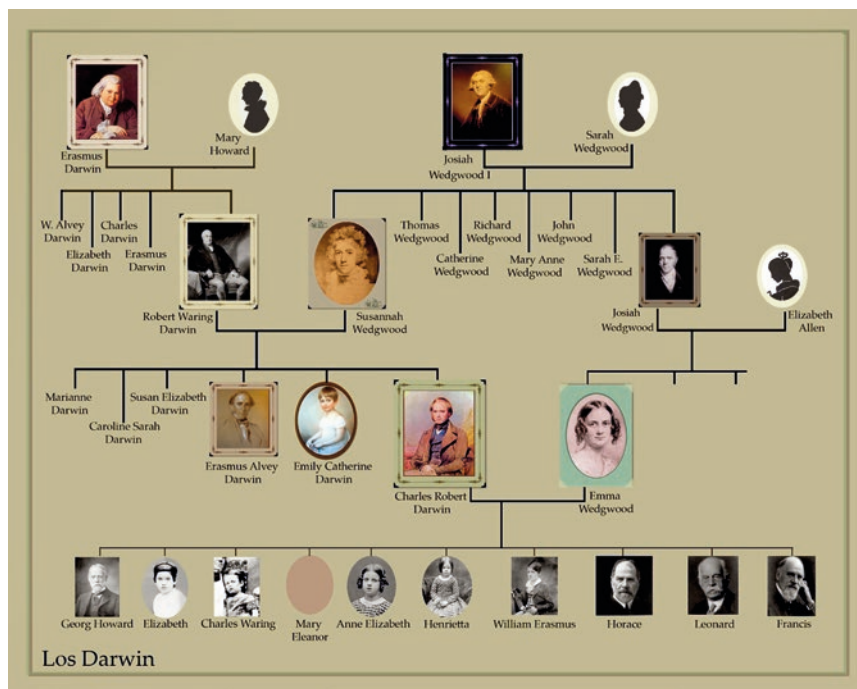 Erasmus
Darwin
Mary
Howard
Josiah
Wedgwood I
Sarah
Wedgwood
W. Alvey
Darwin
Elizabeth
Darwin
Charles
Darwin
Erasmus
Darwin
Robert Waring
Darwin
Susannah
Wedgwood
Thomas
Wedgwood
Catherine
Wedgwood
Richard
Wedgwood
Mary Anne
Wedgwood
John
Wedgwood
Sarah E.
Wedgwood
Josiah
Wedgwood
Elizabeth
Allen
Marianne
Darwin
Caroline Sarah
Darwin
Susan Elizabeth
Darwin
Erasmus Alvey
Darwin
Emily Catherine
Darwin
Charles Robert
Darwin
Emma
Wedgwood
Georg Howard
Elizabeth
Charles Waring
Mary
Eleanor
Anne Elizabeth
Henrietta
William Erasmus
Horace
Leonard
Francis
Los Darwin